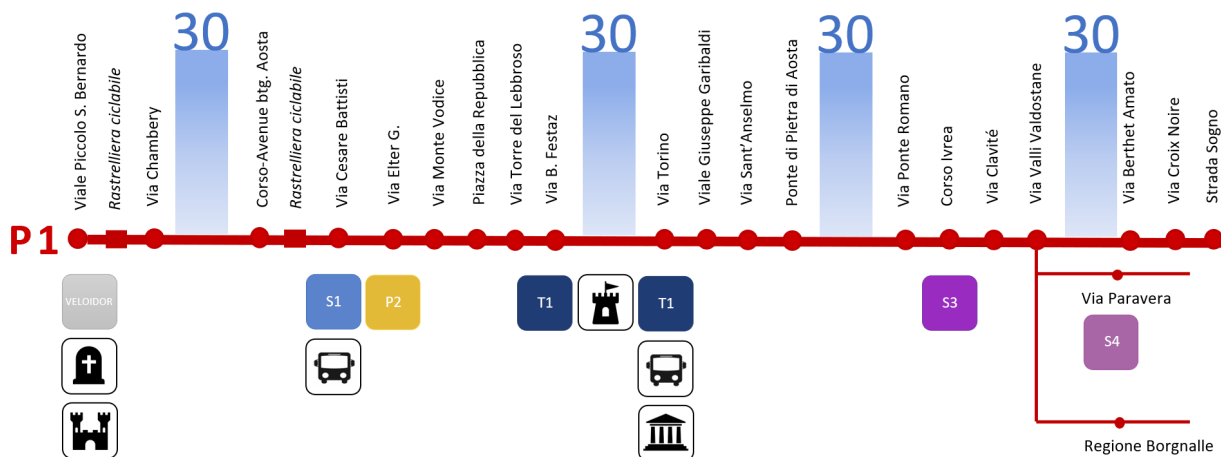 30
30
30
30
Viale Piccolo S. Bernardo
Rastrelliera ciclabile
Via Chambery
Corso-Avenue btg. Aosta
Rastrelliera ciclabile
Via Cesare Battisti
Via Elter G.
Via Monte Vodice
Piazza della Repubblica
Via Torre del Lebbroso
Via B. Festaz
Via Torino
Viale Giuseppe Garibaldi
Via Sant'Anselmo
Ponte di Pietra di Aosta
Via Ponte Romano
Corso Ivrea
Via Clavité
Via Valli Valdostane
Via Berthet Amato
Via Croix Noire
Strada Sogno
P1
VELOIDOR
S1
P2
T1
T1
S3
Via Paravera
S4
Regione Borgnalle